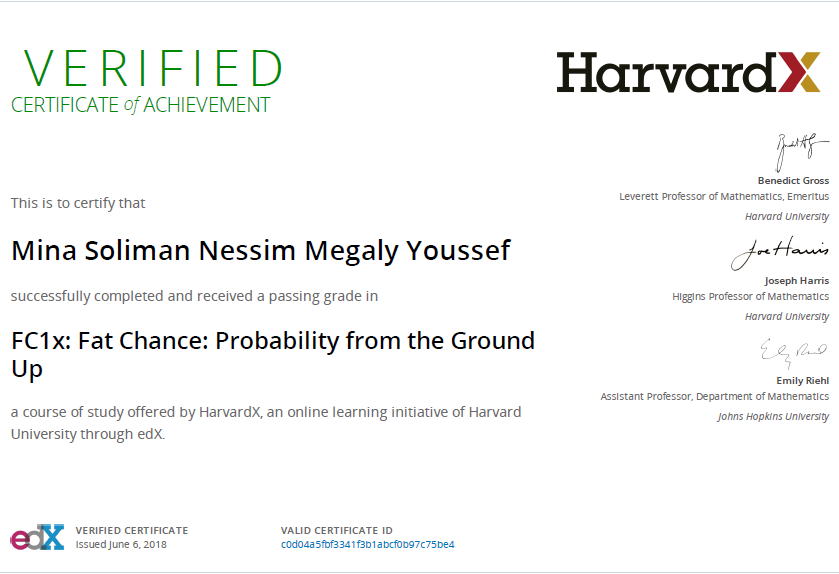 VERIFIED
CERTIFICATE of ACHIEVEMENT
HarvardX
This is to certify that
Mina Soliman Nessim Megaly Youssef
successfully completed and received a passing grade in
FC1x: Fat Chance: Probability from the Ground
Up
a course of study offered by HarvardX, an online learning initiative of Harvard
University through edX.
Benedict Gross
Leverett Professor of Mathematics, Emeritus
Harvard University
Joe Harris
Joseph Harris
Higgins Professor of Mathematics
Harvard University
Emily Riehl
Assistant Professor, Department of Mathematics
Johns Hopkins University
edX
VERIFIED CERTIFICATE
Issued June 6, 2018
VALID CERTIFICATE ID
c0d04a5fbf3341f3b1abcf0b97c75be4